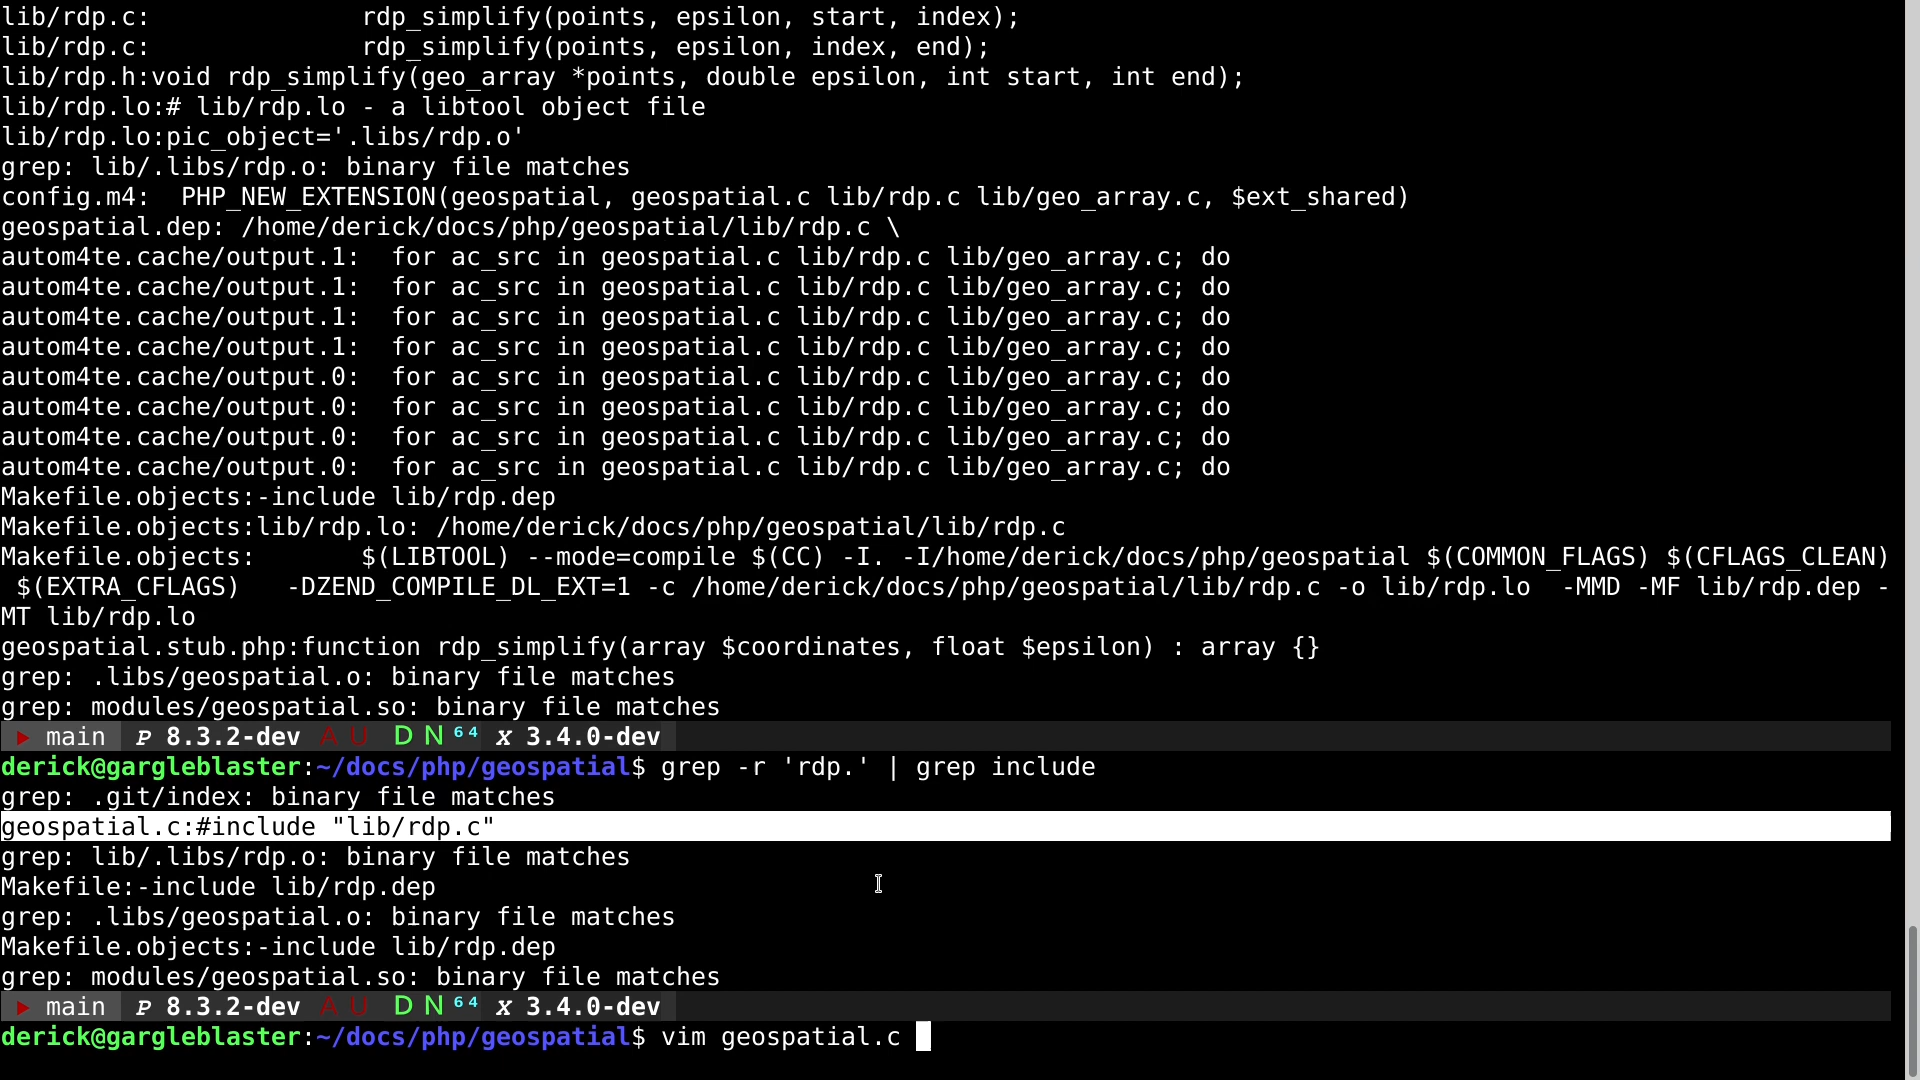 lib/rdp.c:              rdp_simplify(points, epsilon, start, index);
lib/rdp.c:              rdp_simplify(points, epsilon, index, end);
lib/rdp.h:void rdp_simplify(geo_array *points, double epsilon, int start, int end);
lib/rdp.lo:# lib/rdp.lo - a libtool object file
lib/rdp.lo:pic_object='.libs/rdp.o'
grep: lib/.libs/rdp.o: binary file matches
config.m4:  PHP_NEW_EXTENSION(geospatial, geospatial.c lib/rdp.c lib/geo_array.c, $ext_shared)
geospatial.dep: /home/derick/docs/php/geospatial/lib/rdp.c \
autom4te.cache/output.1:  for ac_src in geospatial.c lib/rdp.c lib/geo_array.c; do
autom4te.cache/output.1:  for ac_src in geospatial.c lib/rdp.c lib/geo_array.c; do
autom4te.cache/output.1:  for ac_src in geospatial.c lib/rdp.c lib/geo_array.c; do
autom4te.cache/output.1:  for ac_src in geospatial.c lib/rdp.c lib/geo_array.c; do
autom4te.cache/output.0:  for ac_src in geospatial.c lib/rdp.c lib/geo_array.c; do
autom4te.cache/output.0:  for ac_src in geospatial.c lib/rdp.c lib/geo_array.c; do
autom4te.cache/output.0:  for ac_src in geospatial.c lib/rdp.c lib/geo_array.c; do
autom4te.cache/output.0:  for ac_src in geospatial.c lib/rdp.c lib/geo_array.c; do
Makefile.objects:-include lib/rdp.dep
Makefile.objects:lib/rdp.lo: /home/derick/docs/php/geospatial/lib/rdp.c
Makefile.objects:       $(LIBTOOL) --mode=compile $(CC) -I. -I/home/derick/docs/php/geospatial $(COMMON_FLAGS) $(CFLAGS_CLEAN)
 $(EXTRA_CFLAGS)   -DZEND_COMPILE_DL_EXT=1 -c /home/derick/docs/php/geospatial/lib/rdp.c -o lib/rdp.lo  -MMD -MF lib/rdp.dep -
MT lib/rdp.lo
geospatial.stub.php:function rdp_simplify(array $coordinates, float $epsilon) : array {}
grep: .libs/geospatial.o: binary file matches
grep: modules/geospatial.so: binary file matches
▶ main P 8.3.2-dev A U D N ⁶⁴ X 3.4.0-dev
derick@gargleblaster:~/docs/php/geospatial$ grep -r 'rdp.' | grep include
grep: .git/index: binary file matches
geospatial.c:#include "lib/rdp.c"
grep: lib/.libs/rdp.o: binary file matches
Makefile:-include lib/rdp.dep
grep: .libs/geospatial.o: binary file matches
Makefile.objects:-include lib/rdp.dep
grep: modules/geospatial.so: binary file matches
▶ main P 8.3.2-dev A U D N ⁶⁴ X 3.4.0-dev
derick@gargleblaster:~/docs/php/geospatial$ vim geospatial.c